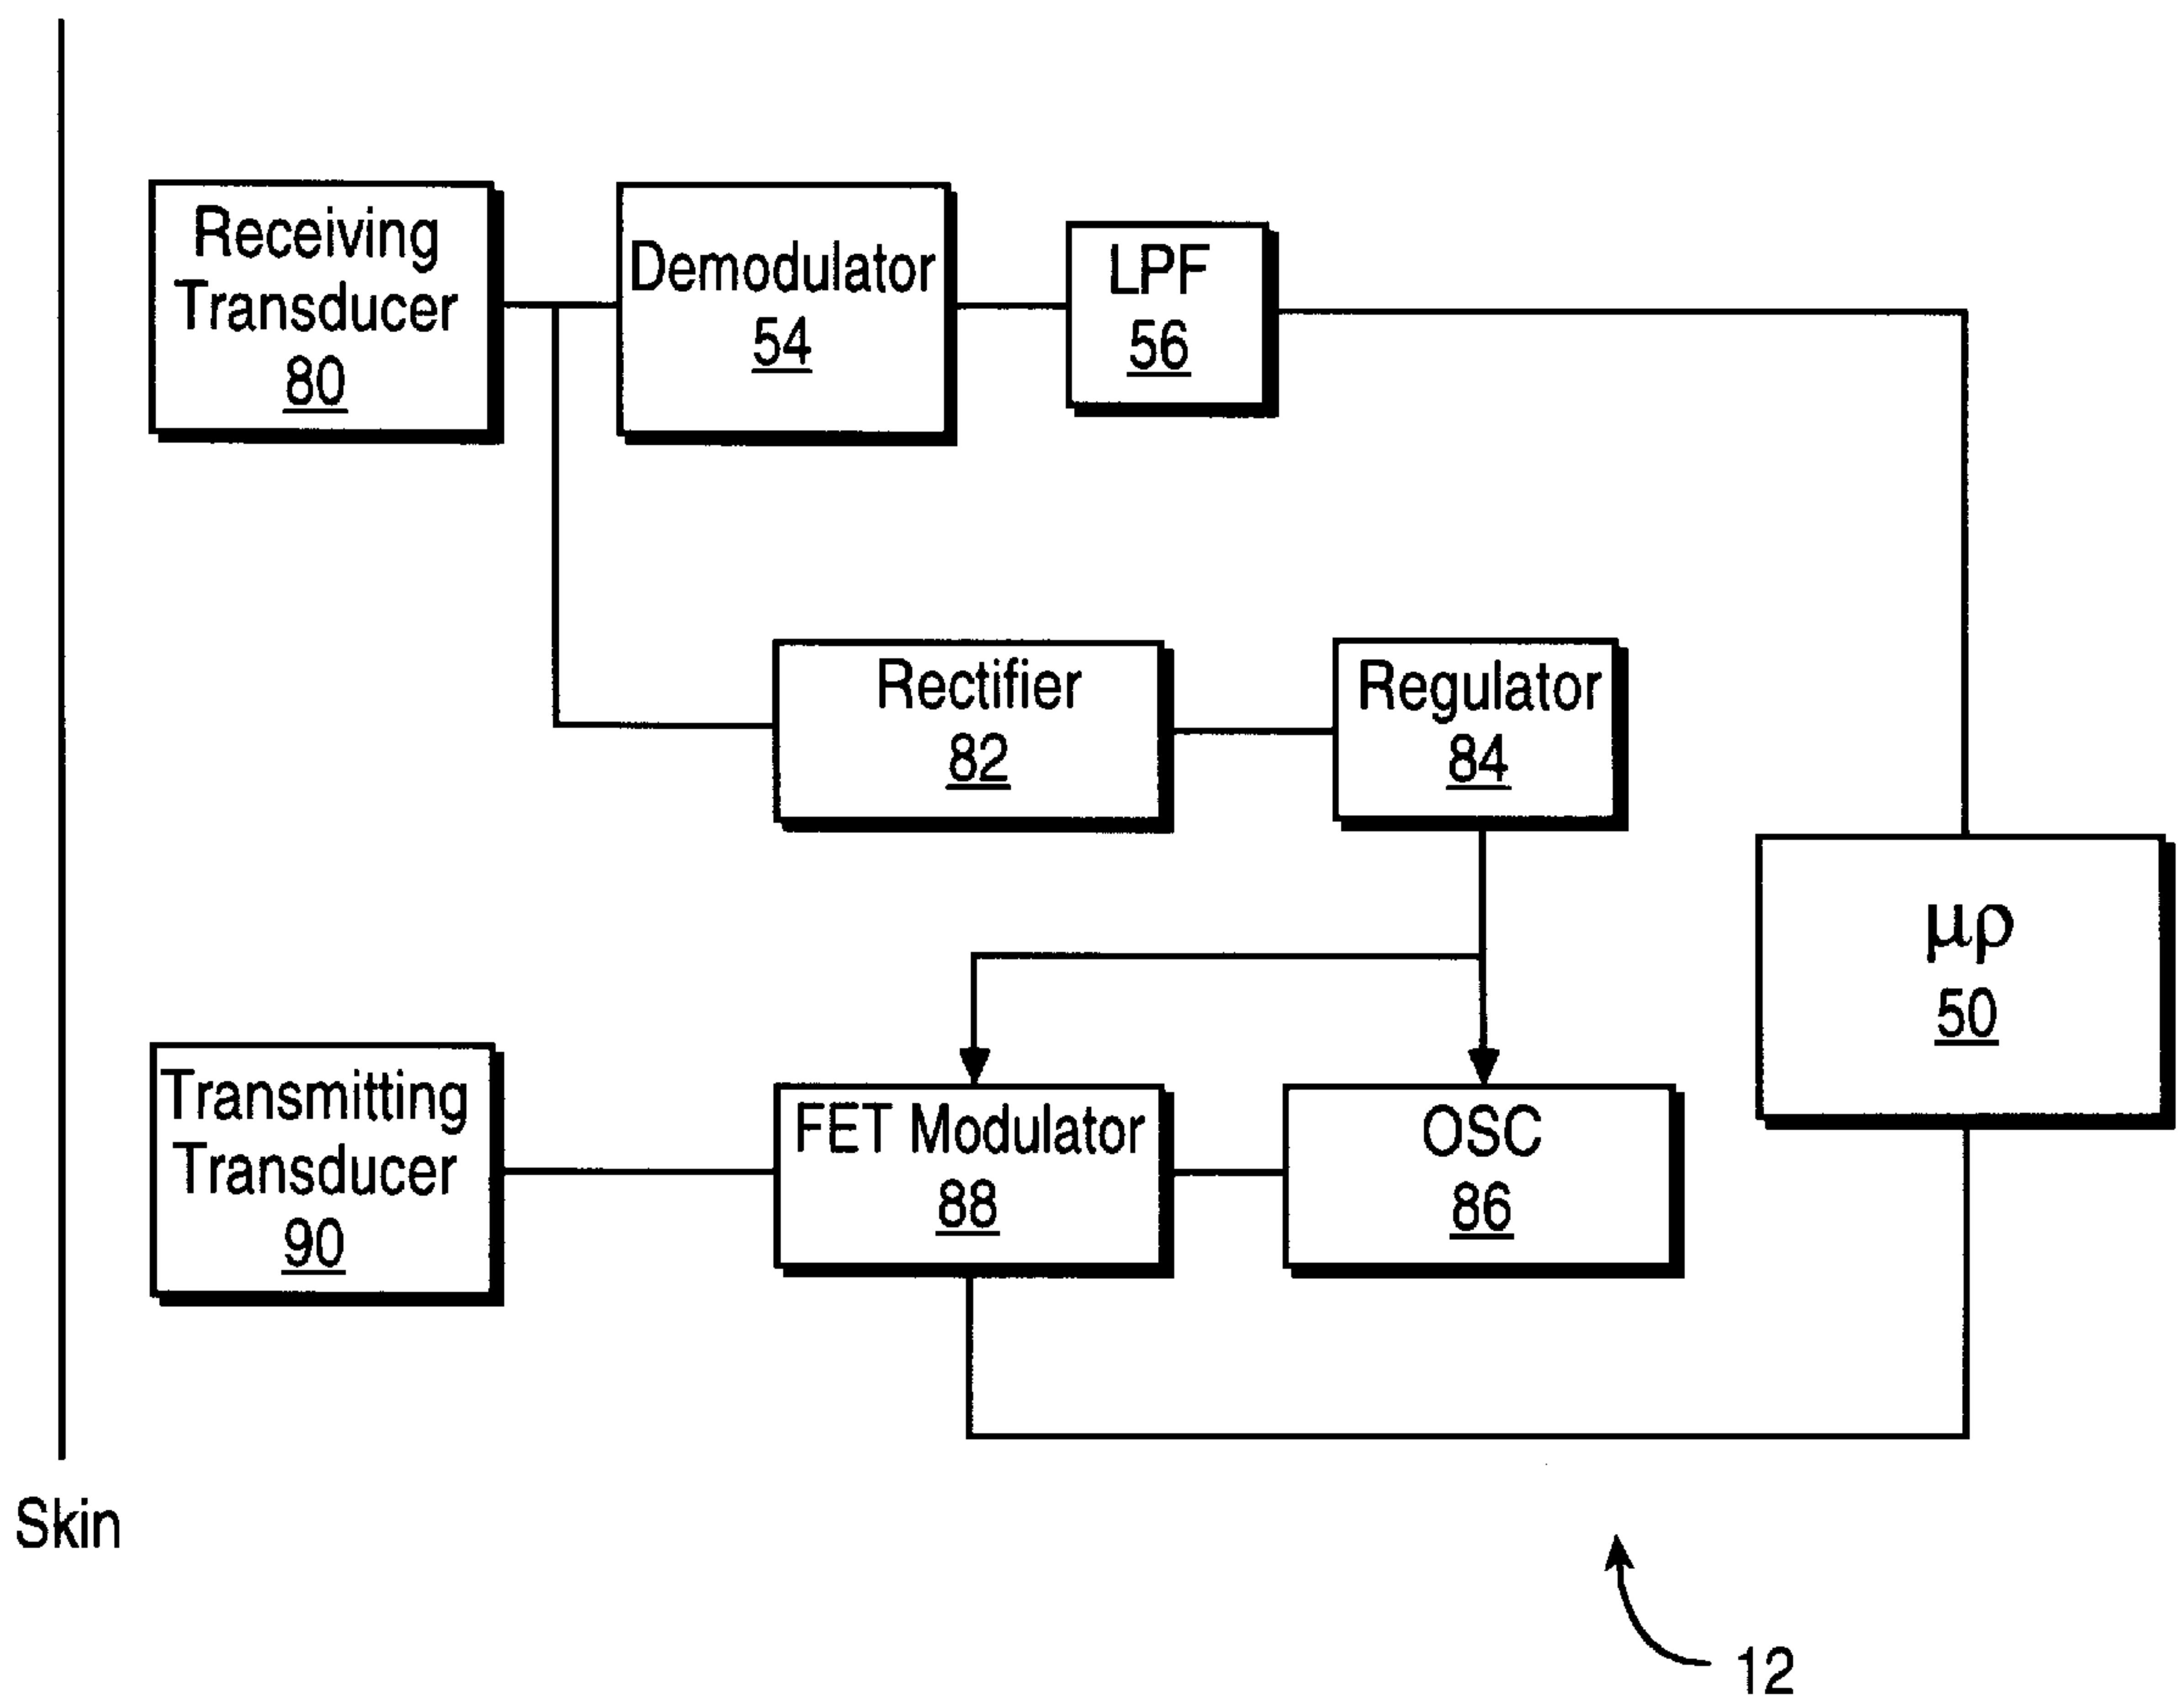 Receiving
Transducer
80
Demodulator
54
LPF
56
Rectifier
82
Regulator
84
μρ
50
Transmitting
Transducer
90
FET Modulator
88
OSC
86
Skin
12